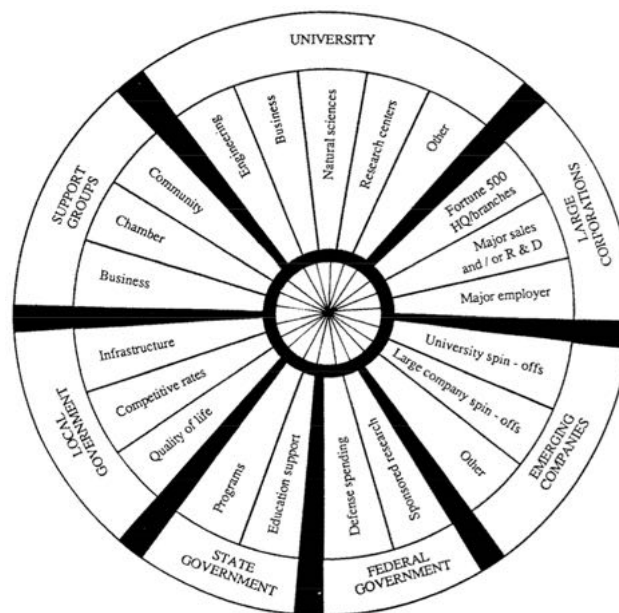 UNIVERSITY
Engineering
Business
Natural sciences
Research centers
Other
LARGE
CORPORATIONS
Fortune 500
HQ/branches
Major sales
and / or R & D
Major employer
EMERGING
COMPANIES
University spin - offs
Large company spin - offs
Other
FEDERAL
GOVERNMENT
Sponsored research
Defense spending
STATE
GOVERNMENT
Education support
Programs
LOCAL
GOVERNMENT
Quality of life
Competitive rates
Infrastructure
SUPPORT
GROUPS
Business
Chamber
Community